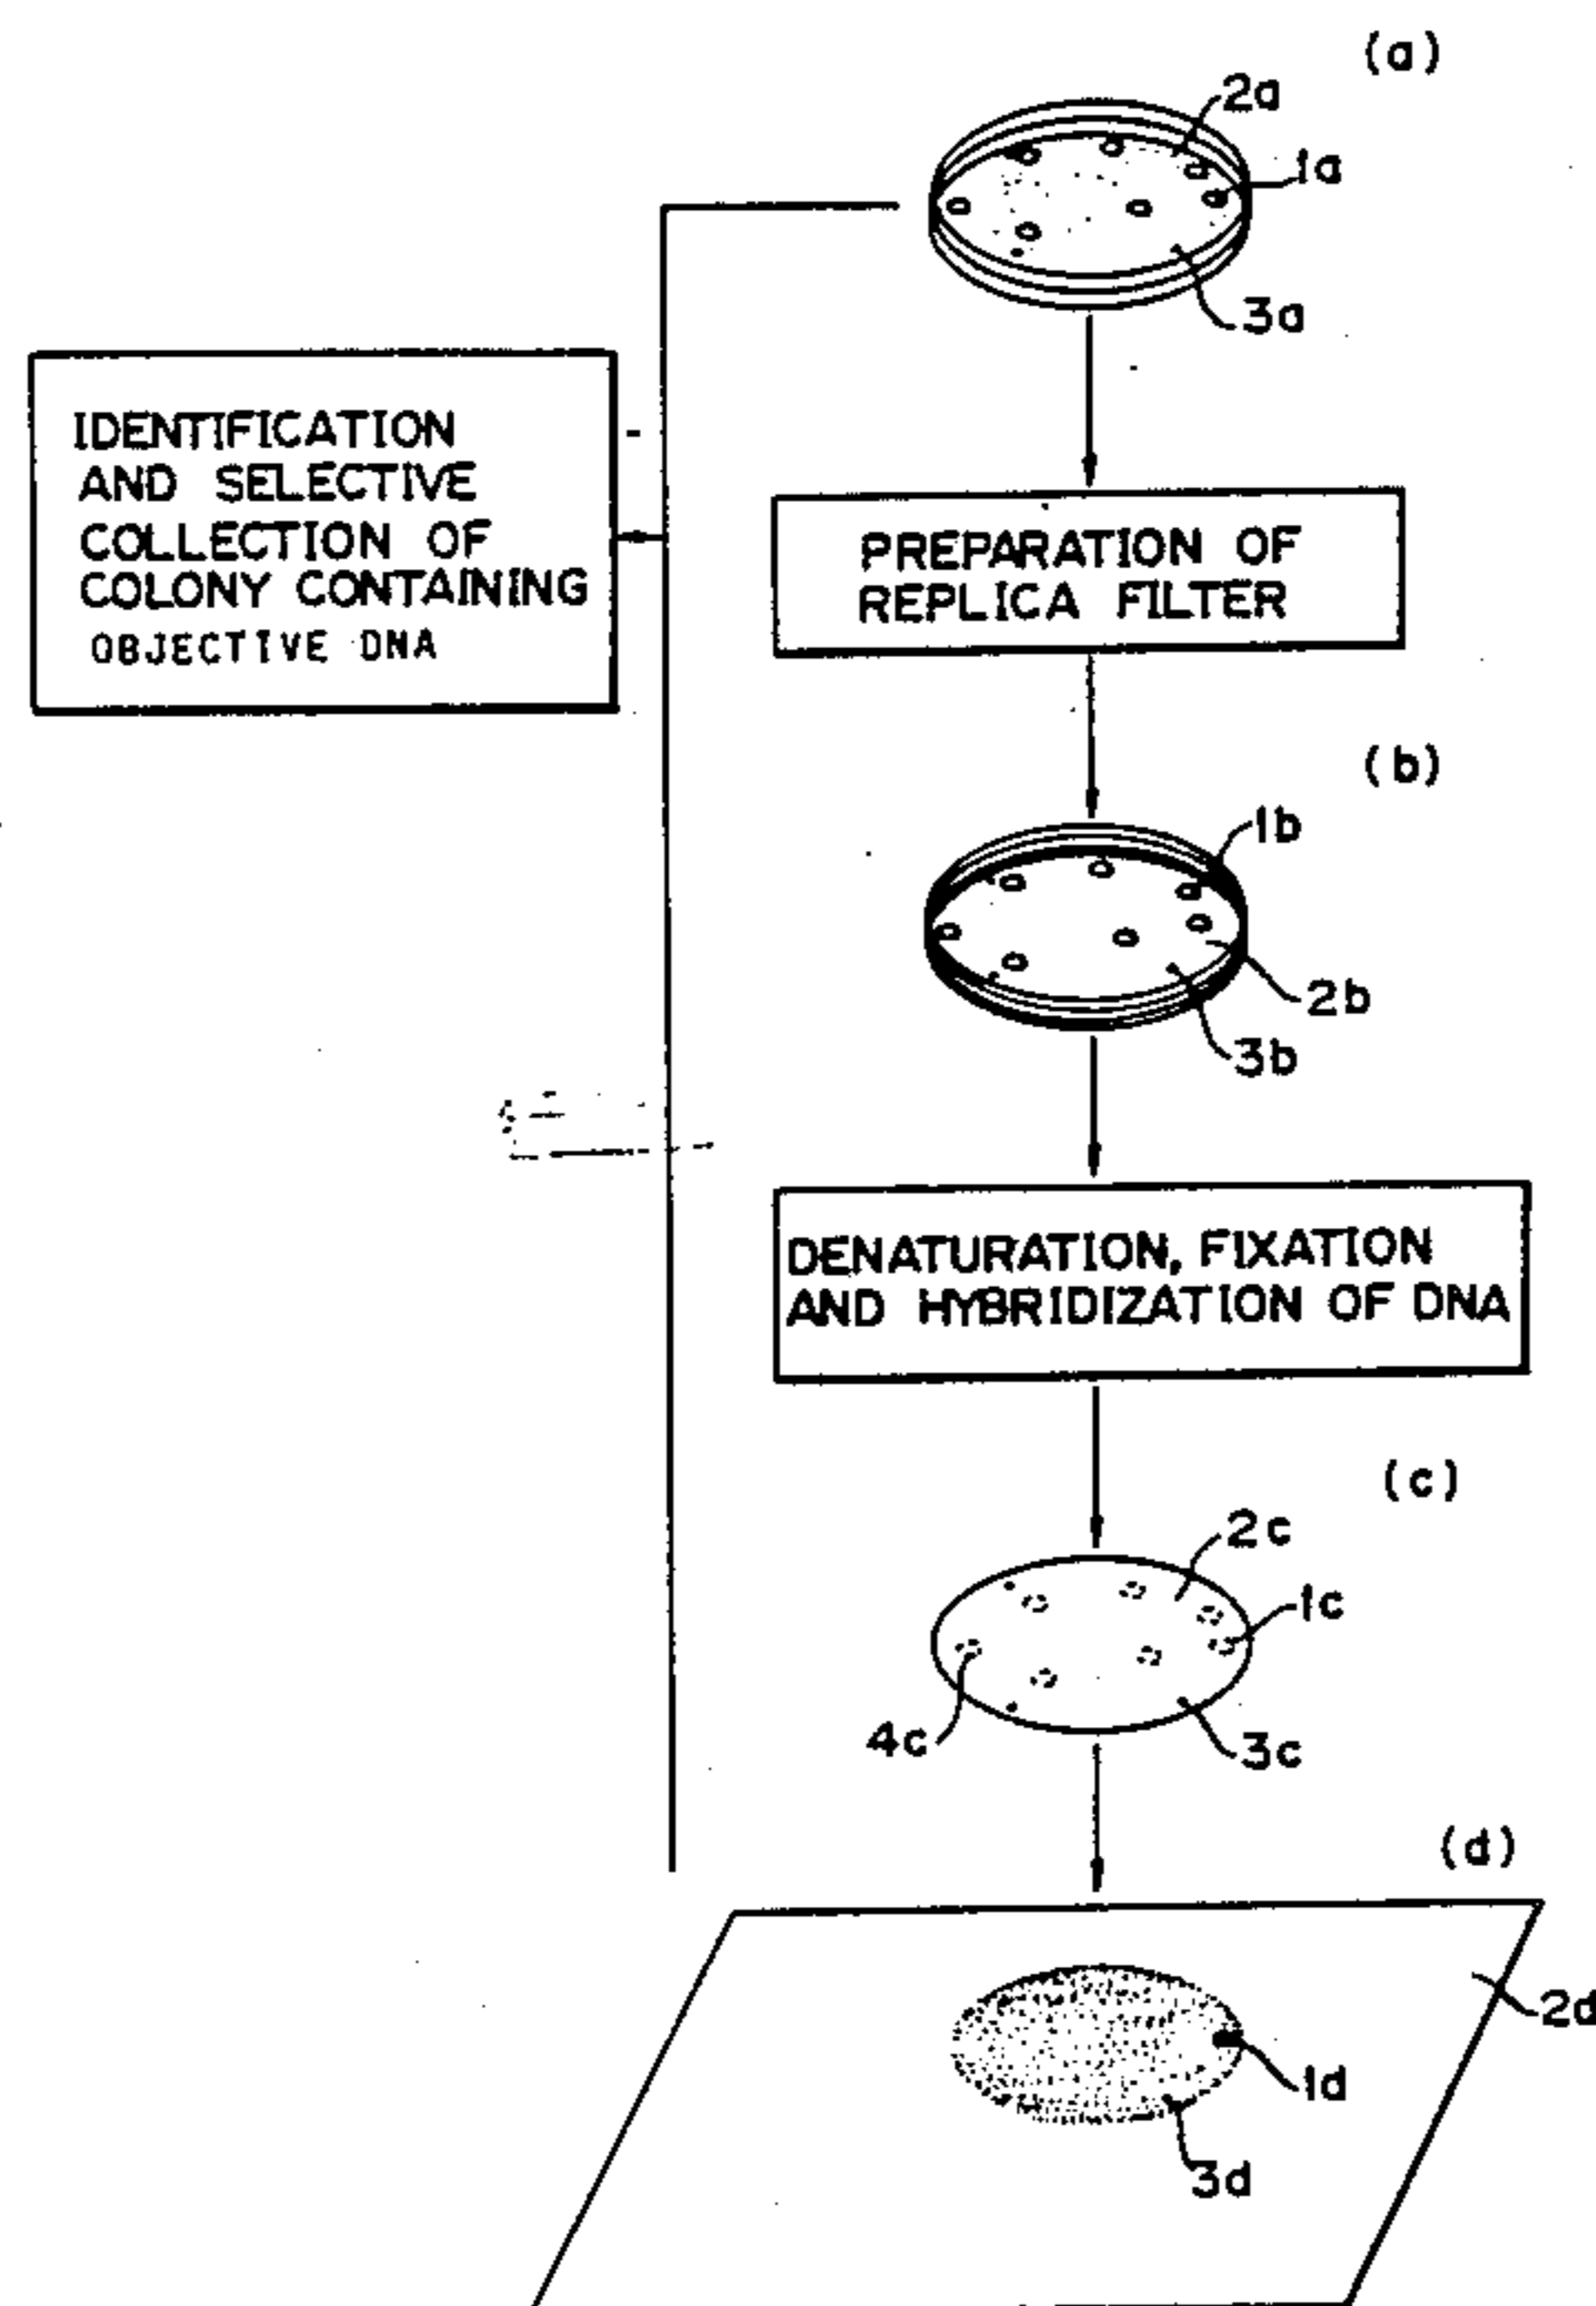 (a)
2a
1a
3a
IDENTIFICATION
AND SELECTIVE
COLLECTION OF
COLONY CONTAINING
OBJECTIVE DNA
PREPARATION OF
REPLICA FILTER
(b)
1b
2b
3b
DENATURATION, FIXATION
AND HYBRIDIZATION OF DNA
(c)
2c
1c
4c
3c
(d)
2d
1d
3d